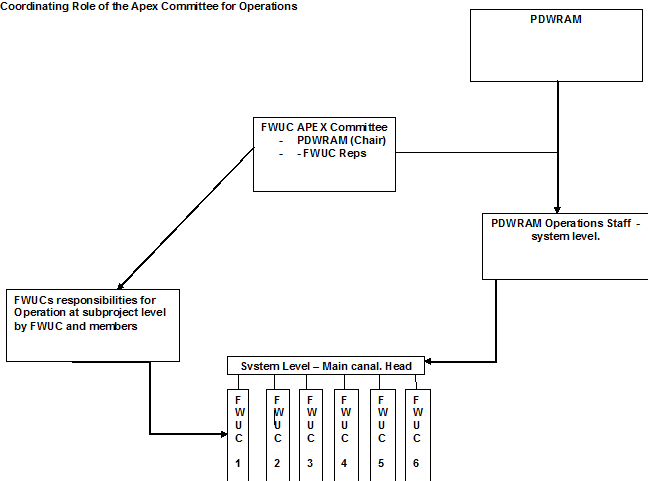 Coordinating Role of the Apex Committee for Operations
PDWRAM
FWUC APEX Committee
- PDWRAM (Chair)
- - FWUC Reps
PDWRAM Operations Staff -
system level.
FWUCs responsibilities for
Operation at subproject level
by FWUC and members
System Level – Main canal. Head
F
W
U
C
1
F
W
U
C
2
F
W
U
C
3
F
W
U
C
4
F
W
U
C
5
F
W
U
C
6